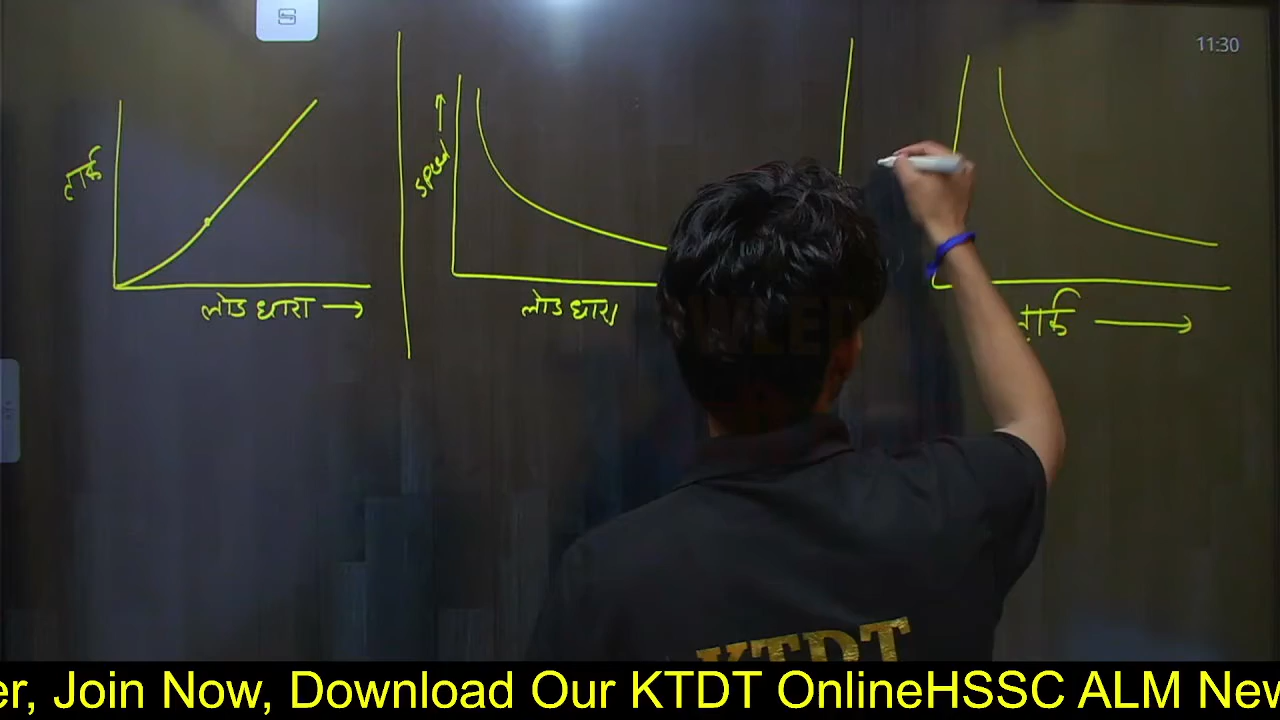 11:30
टार्क
लोड धारा
speed
लोड धारा
टार्क
KTDT
er, Join Now, Download Our KTDT OnlineHSSC ALM New